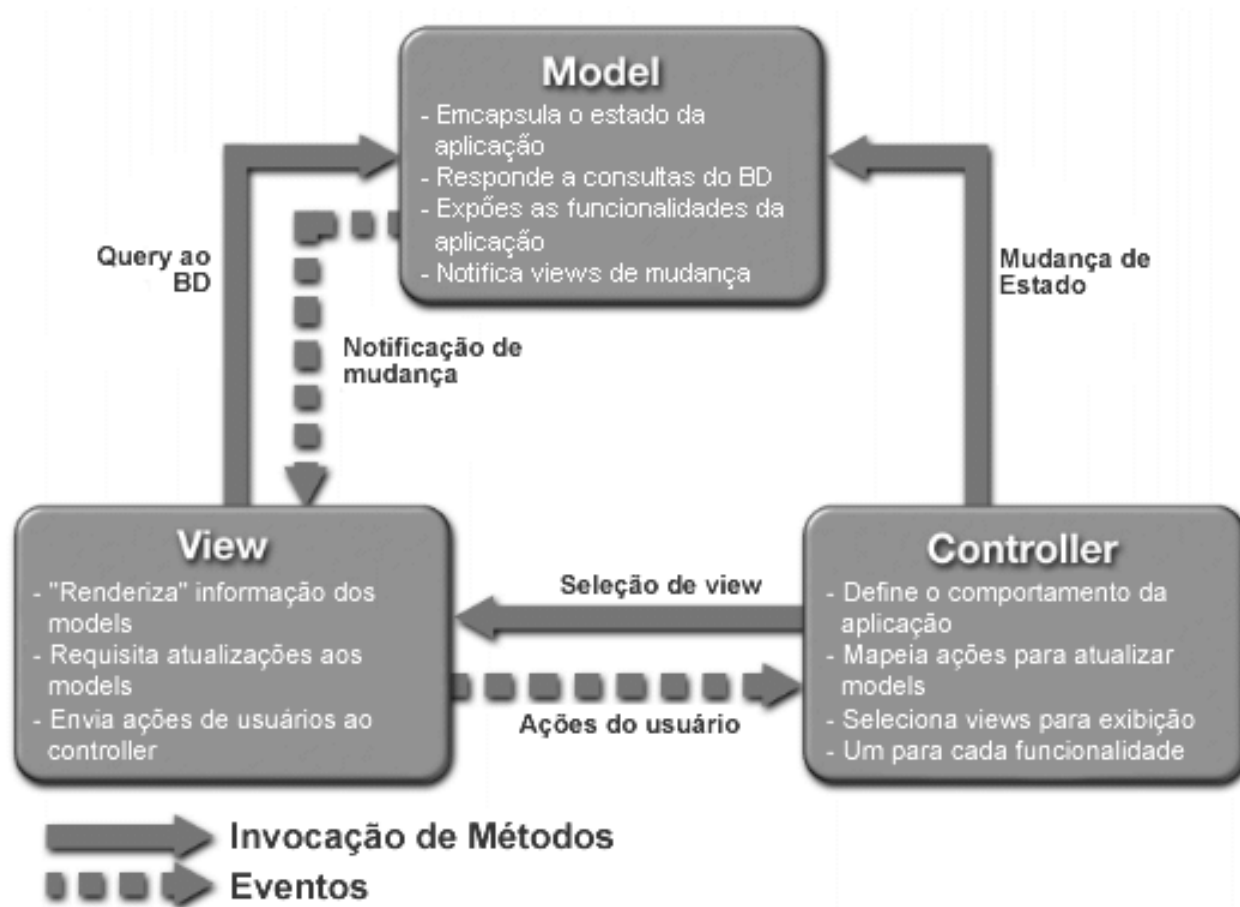 Model
- Emcapsula o estado da
aplicação
- Responde a consultas do BD
- Expões as funcionalidades da
aplicação
- Notifica views de mudança
Query ao
BD
Notificação de
mudança
Mudança de
Estado
View
- "Renderiza" informação dos
models
- Requisita atualizações aos
models
- Envia ações de usuários ao
controller
Seleção de view
Ações do usuário
Controller
- Define o comportamento da
aplicação
- Mapeia ações para atualizar
models
- Seleciona views para exibição
- Um para cada funcionalidade
Invocação de Métodos
Eventos